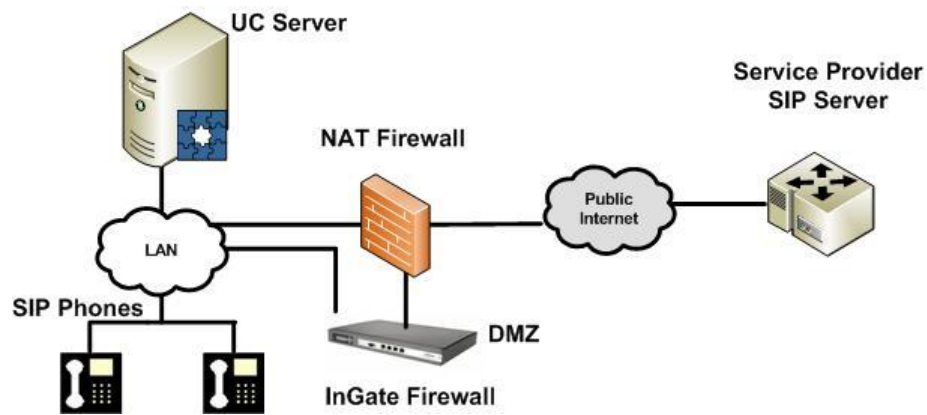 UC Server
Service Provider
SIP Server
NAT Firewall
Public
Internet
LAN
SIP Phones
DMZ
InGate Firewall